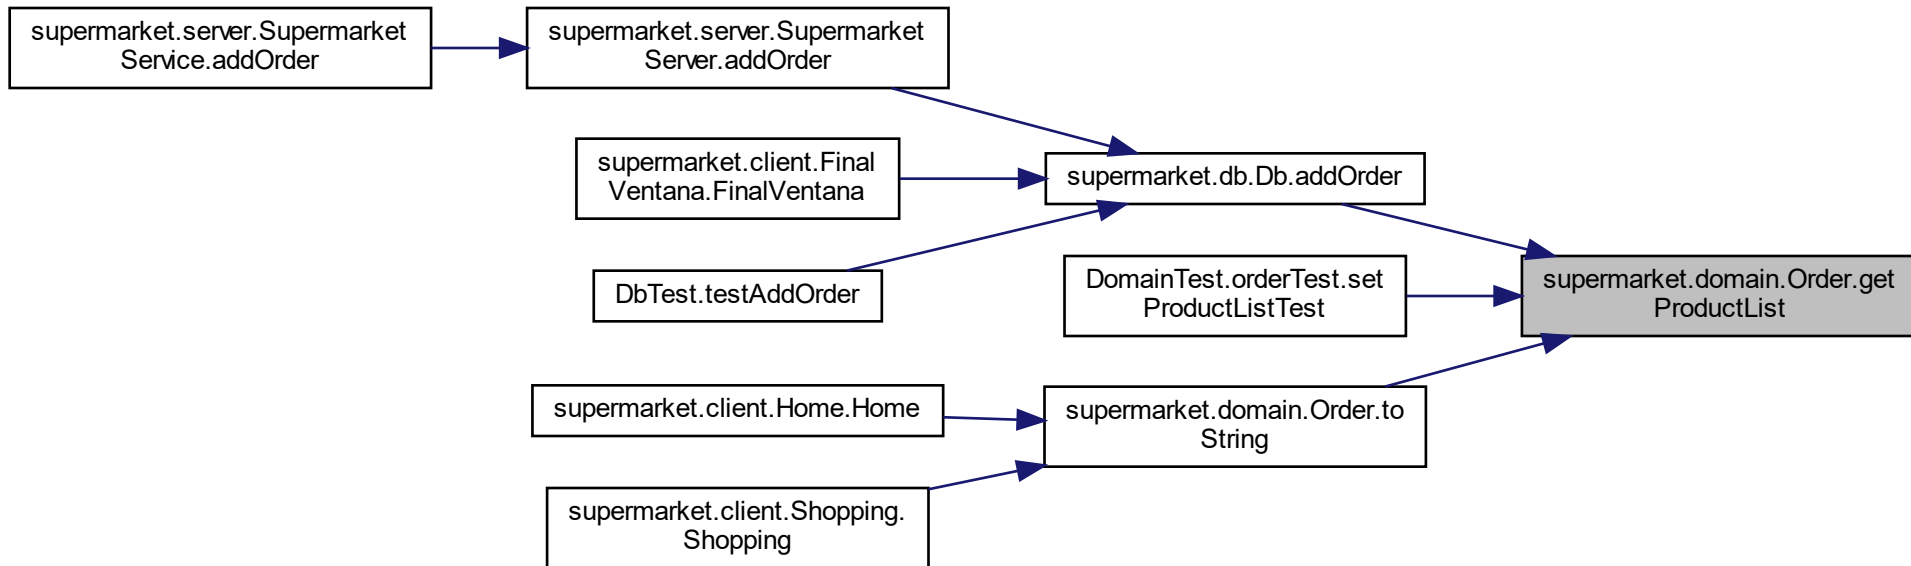 supermarket.server.Supermarket
Service.addOrder
supermarket.server.Supermarket
Server.addOrder
supermarket.client.Final
Ventana.FinalVentana
supermarket.db.Db.addOrder
DbTest.testAddOrder
DomainTest.orderTest.set
ProductListTest
supermarket.domain.Order.get
ProductList
supermarket.client.Home.Home
supermarket.domain.Order.to
String
supermarket.client.Shopping.
Shopping